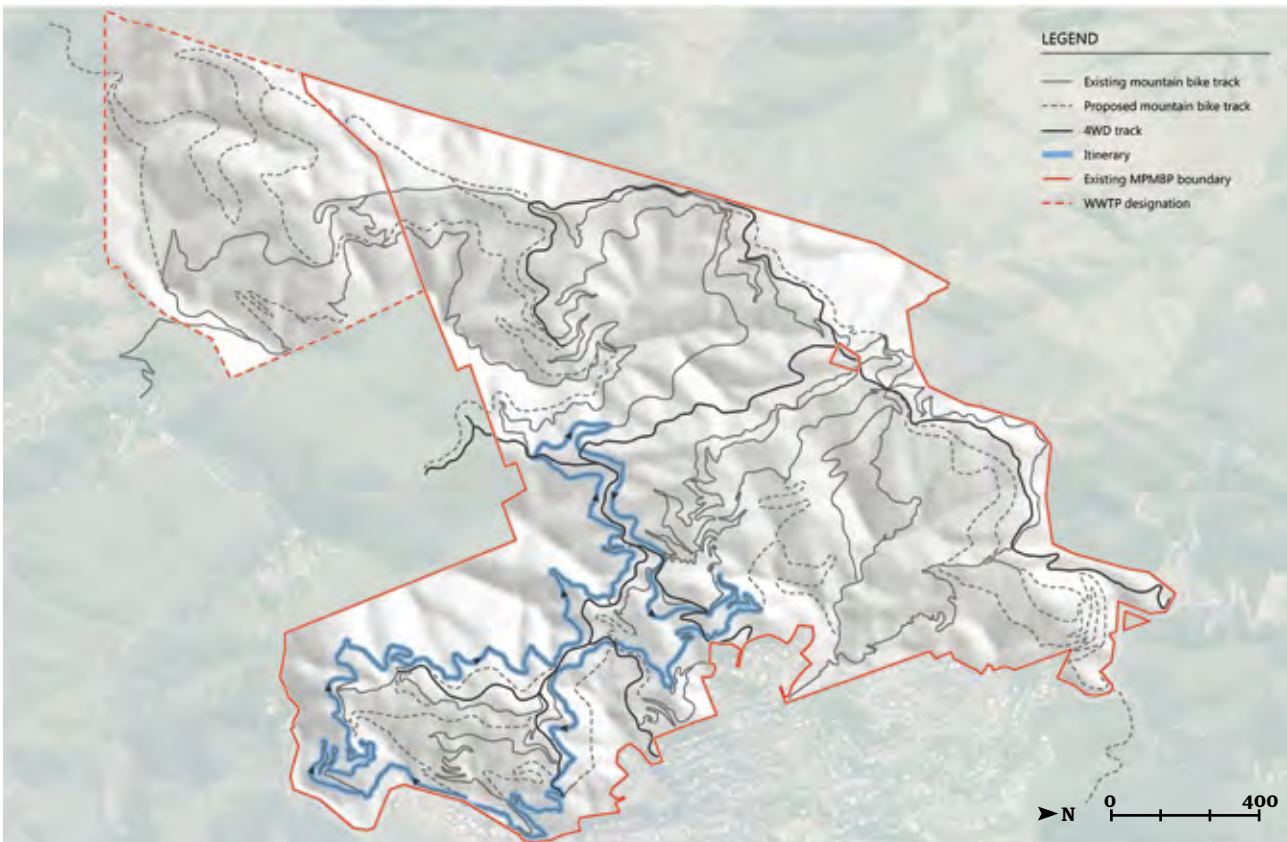 LEGEND
Existing mountain bike track
Proposed mountain bike track
4WD track
Itinerary
Existing MPMBP boundary
WWTP designation
N
0 400